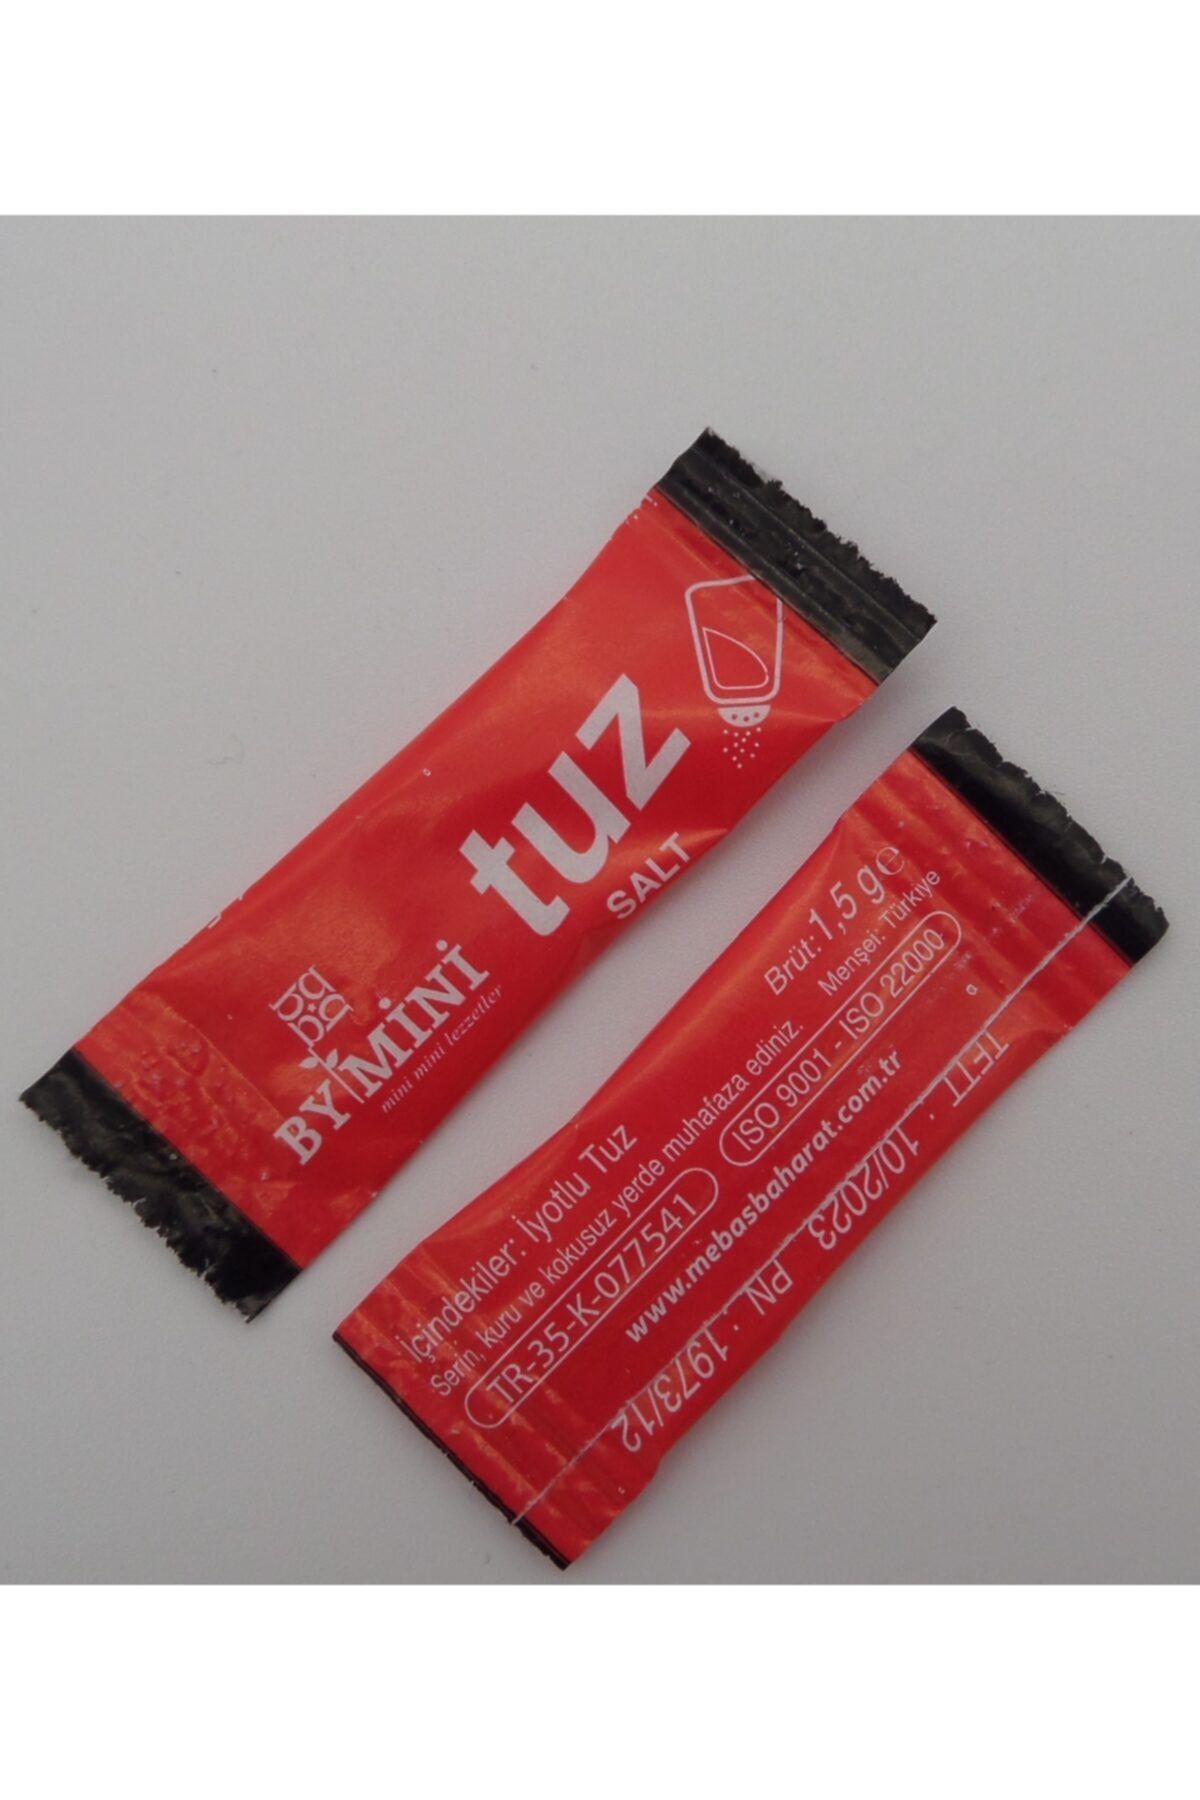 tuz
SALT
BY MİNİ
mini mini lezzetler
Brüt: 1,5 g e
Menşei: Türkiye
İçindekiler: İyotlu Tuz
Serin, kuru ve kokusuz yerde muhafaza ediniz.
TR-35-K-077541
ISO 9001 - ISO 22000
www.mebasbaharat.com.tr
TETT . 10/2023 PN . 1973/12